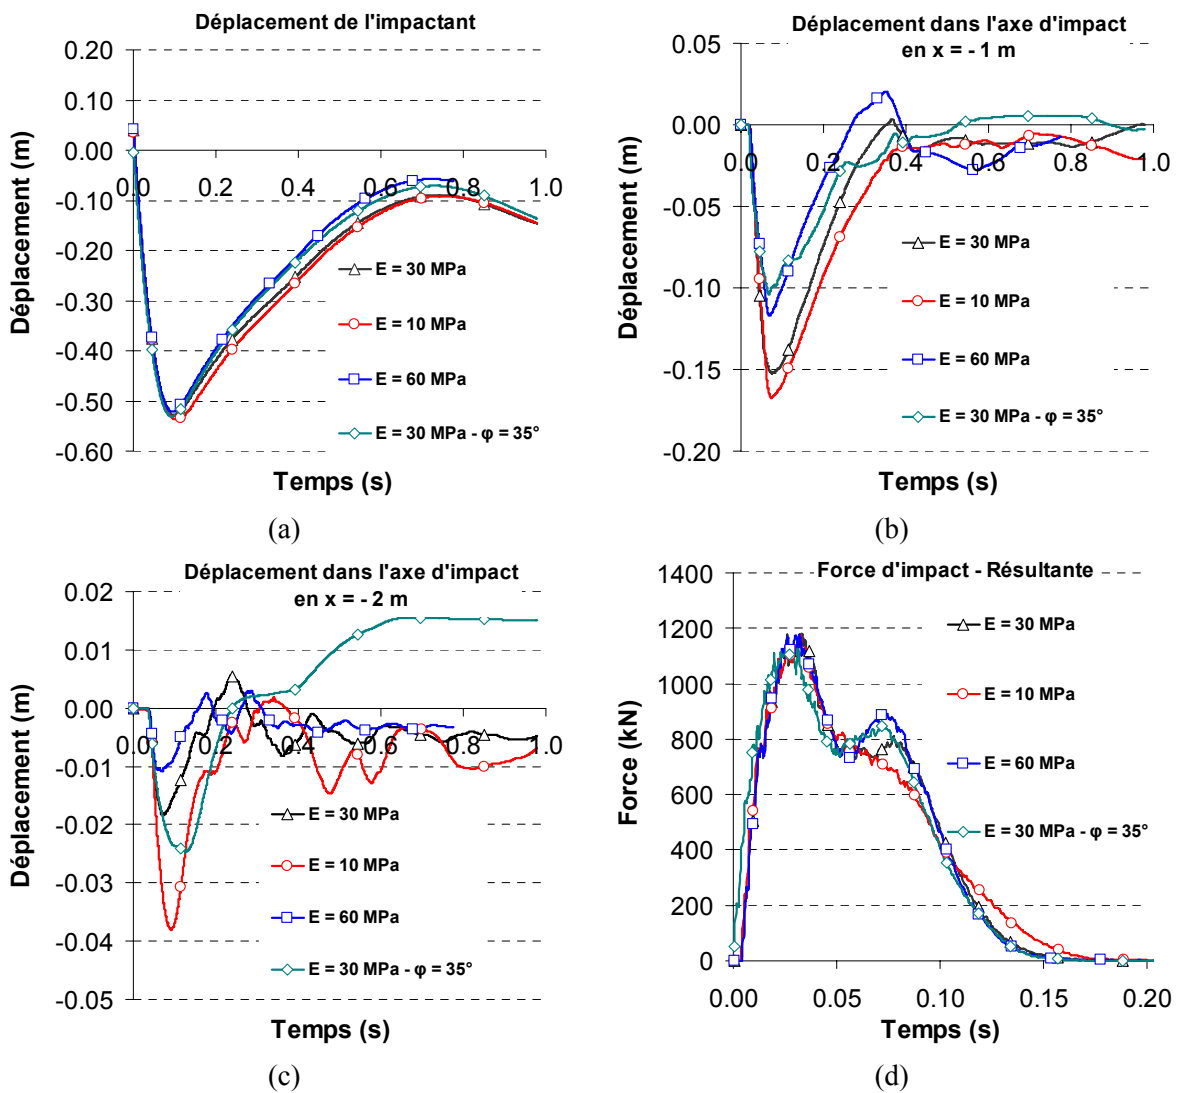 Déplacement de l'impactant
0.20
0.10
0.00
-0.10
-0.20
-0.30
-0.40
-0.50
-0.60
0.0
0.2
0.4
0.6
0.8
1.0
Déplacement (m)
Temps (s)
E = 30 MPa
E = 10 MPa
E = 60 MPa
E = 30 MPa - φ = 35°
(a)
Déplacement dans l'axe d'impact
en x = - 1 m
0.05
0.00
-0.05
-0.10
-0.15
-0.20
0.0
0.2
0.4
0.6
0.8
1.0
Déplacement (m)
Temps (s)
E = 30 MPa
E = 10 MPa
E = 60 MPa
E = 30 MPa - φ = 35°
(b)
Déplacement dans l'axe d'impact
en x = - 2 m
0.02
0.01
0.00
-0.01
-0.02
-0.03
-0.04
-0.05
0.0
0.2
0.4
0.6
0.8
1.0
Déplacement (m)
Temps (s)
E = 30 MPa
E = 10 MPa
E = 60 MPa
E = 30 MPa - φ = 35°
(c)
Force d'impact - Résultante
1400
1200
1000
800
600
400
200
0
0.00
0.05
0.10
0.15
0.20
Force (kN)
Temps (s)
E = 30 MPa
E = 10 MPa
E = 60 MPa
E = 30 MPa - φ = 35°
(d)